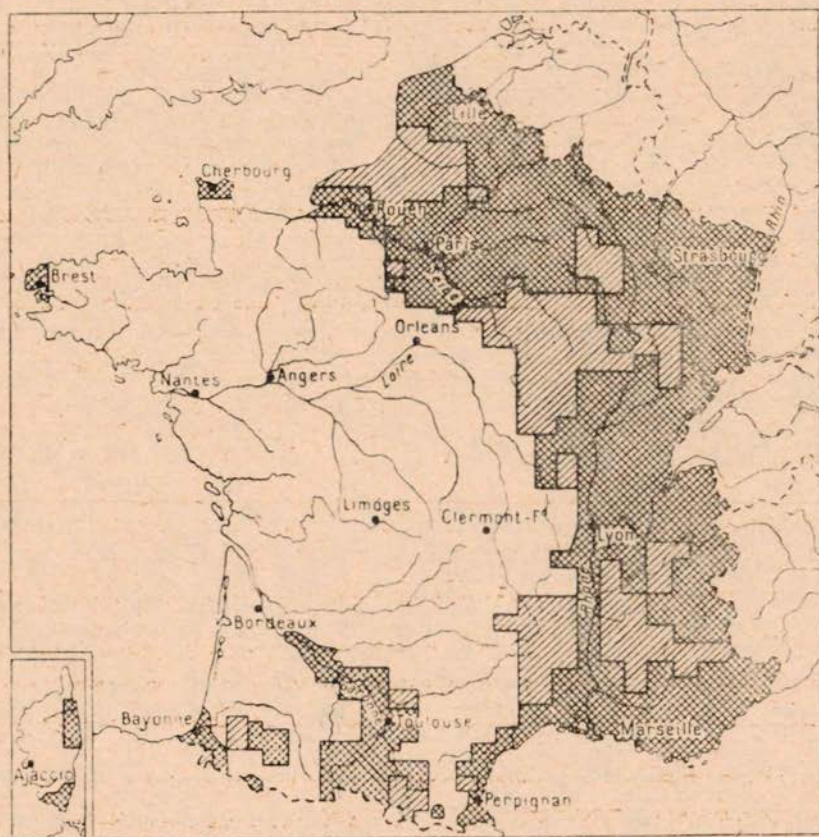 Lille
Cherbourg
Rouen
Rhin
Paris
Strasbourg
Brest
Orléans
Loire
Nantes
Angers
Limoges
Clermont-Fd
Lyon
Bordeaux
Bayonne
Toulouse
Marseille
Ajaccio
Perpignan